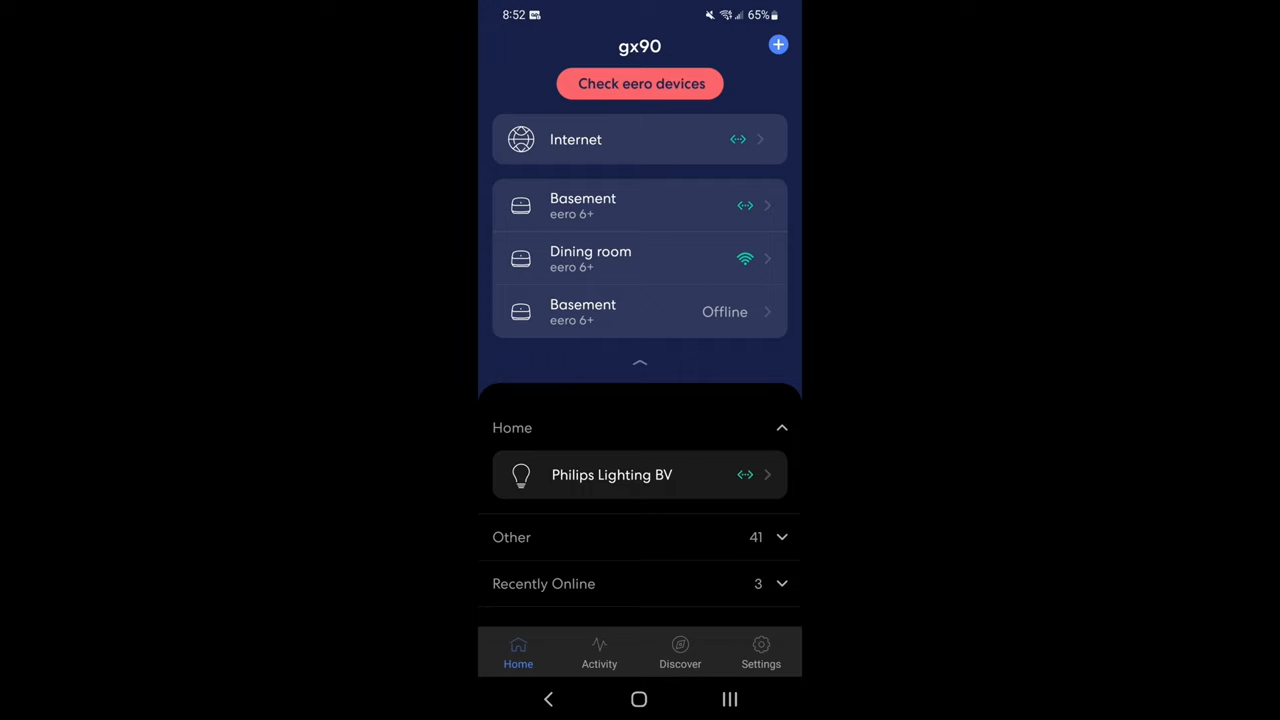 8:52
65%
gx90
Check eero devices
Internet
Basement
eero 6+
Dining room
eero 6+
Basement
eero 6+
Offline
Home
Philips Lighting BV
Other 41
Recently Online 3
Home Activity Discover Settings